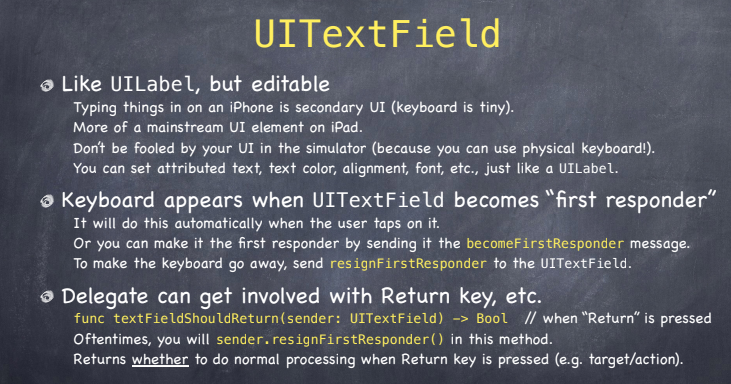 UITextField
Like UILabel, but editable
Typing things in on an iPhone is secondary UI (keyboard is tiny).
More of a mainstream UI element on iPad.
Don't be fooled by your UI in the simulator (because you can use physical keyboard!).
You can set attributed text, text color, alignment, font, etc., just like a UILabel.
Keyboard appears when UITextField becomes “first responder”
It will do this automatically when the user taps on it.
Or you can make it the first responder by sending it the becomeFirstResponder message.
To make the keyboard go away, send resignFirstResponder to the UITextField.
Delegate can get involved with Return key, etc.
func textFieldShouldReturn(sender: UITextField) -> Bool // when “Return” is pressed
Oftentimes, you will sender.resignFirstResponder() in this method.
Returns whether to do normal processing when Return key is pressed (e.g. target/action).